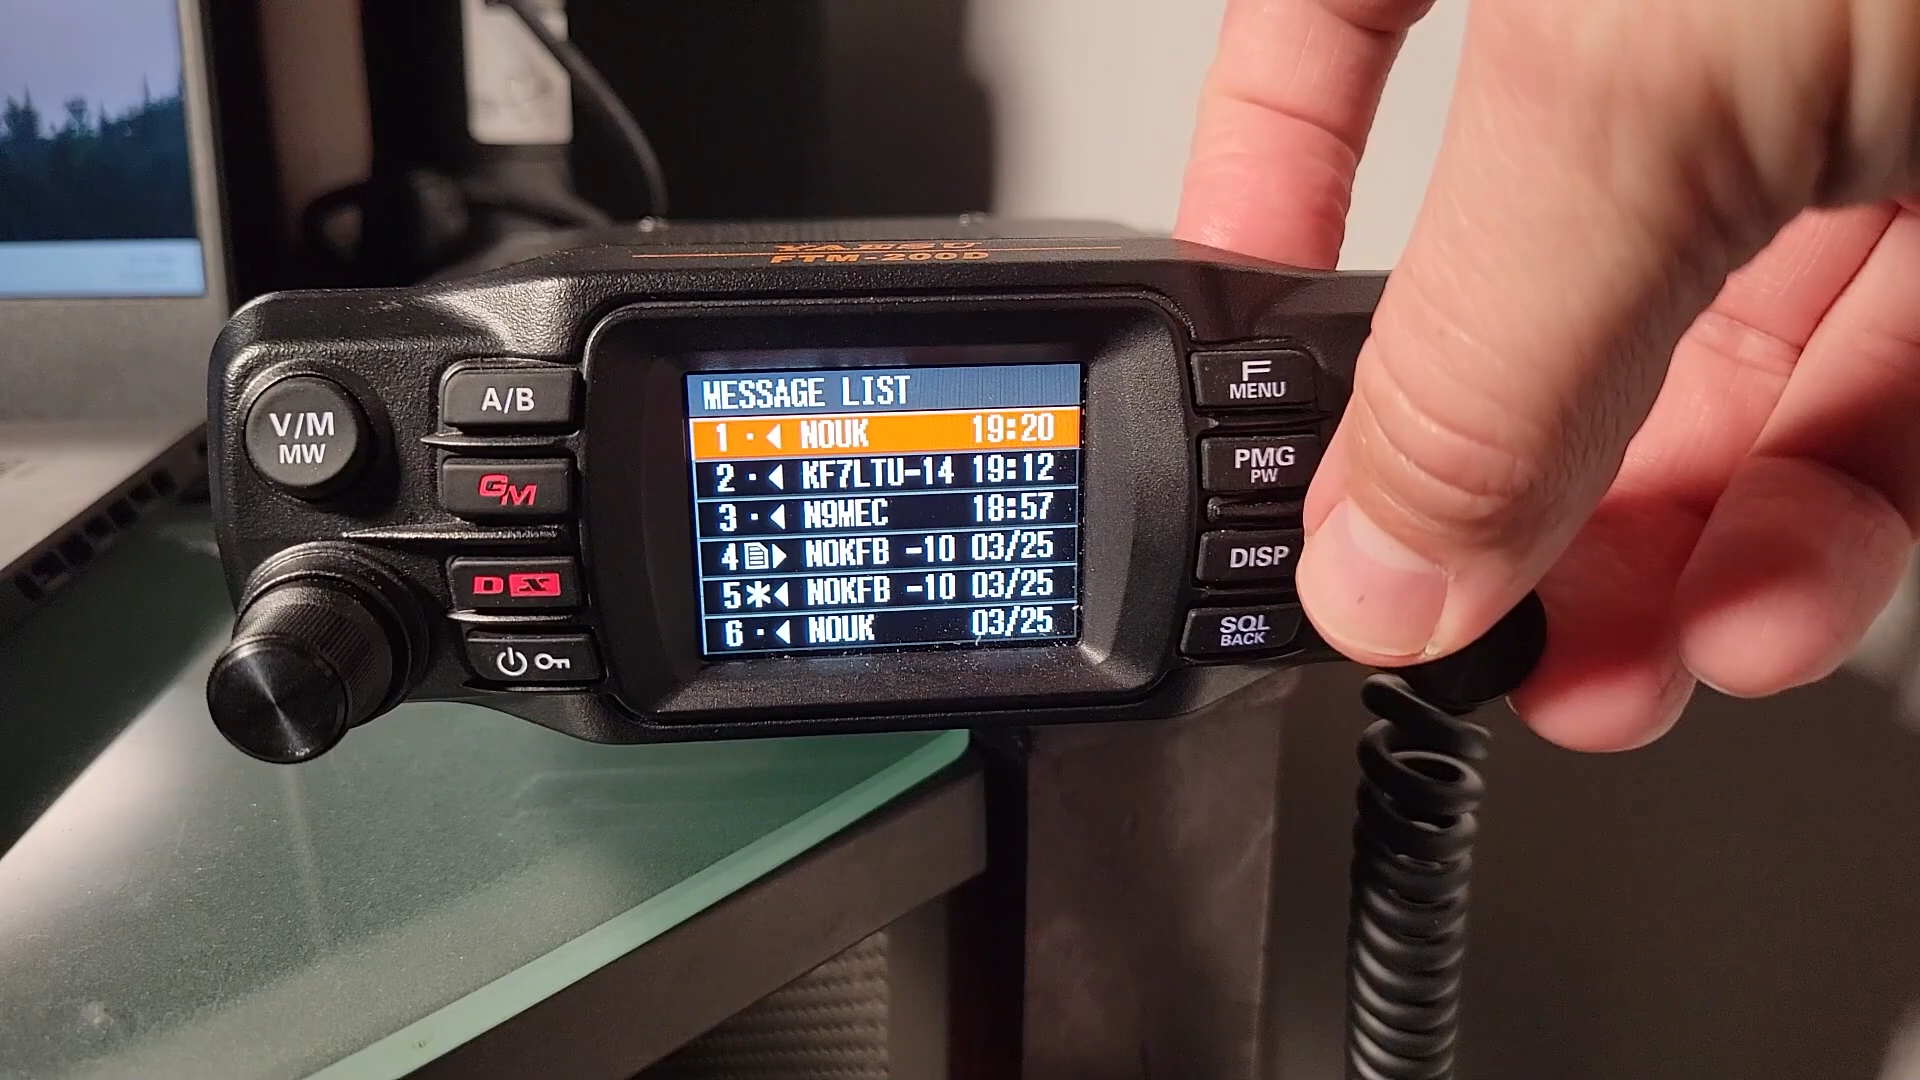 YAESU
FTM-200D
V/M
MW
A/B
GM
D X
MESSAGE LIST
1 · ◀ N0UK 19:20
2 · ◀ KF7LTU-14 19:12
3 · ◀ N9MEC 18:57
4 ▶ N0KFB -10 03/25
5*◀ N0KFB -10 03/25
6 · ◀ N0UK 03/25
F
MENU
PMG
PW
DISP
SQL
BACK